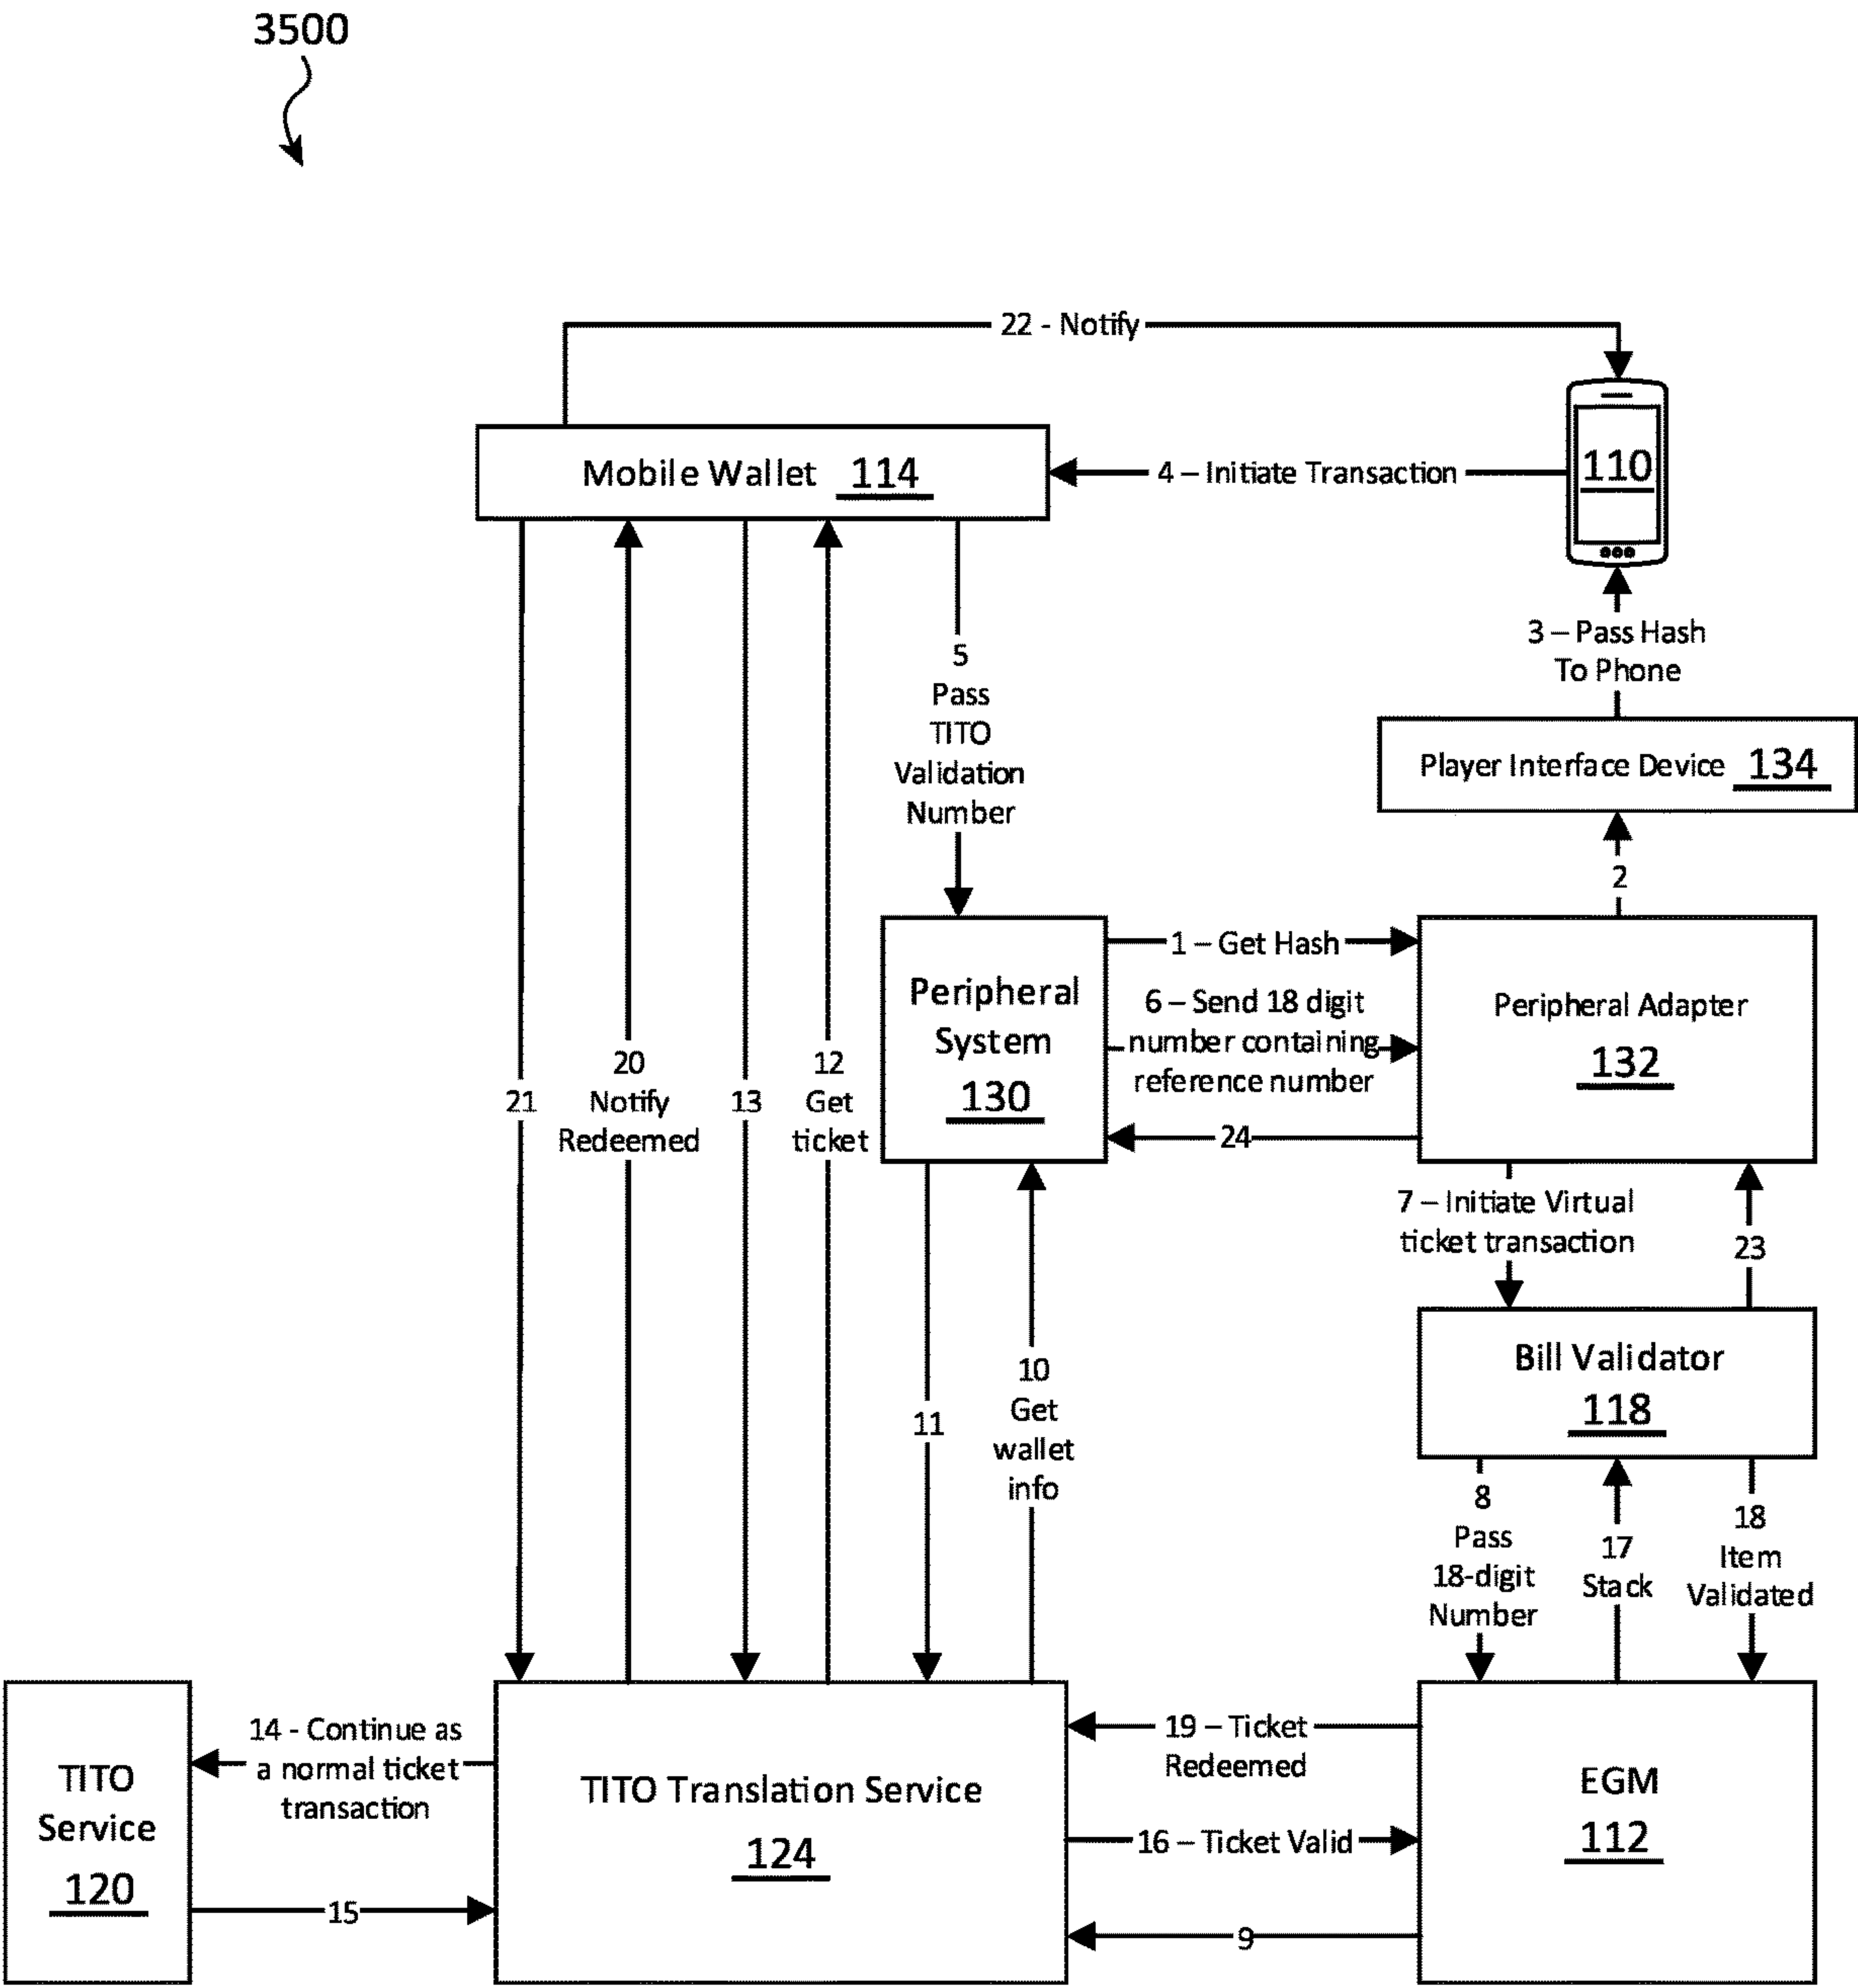 3500
22 - Notify
Mobile Wallet 114
4 – Initiate Transaction
110
3 – Pass Hash
To Phone
5
Pass
TITO
Validation
Number
Player Interface Device 134
2
1 – Get Hash
Peripheral
System
130
6 – Send 18 digit
number containing
reference number
24
Peripheral Adapter
132
21
20
Notify
Redeemed
13
12
Get
ticket
7 – Initiate Virtual
ticket transaction
23
Bill Validator
118
11
10
Get
wallet
info
8
Pass
18-digit
Number
17
Stack
18
Item
Validated
TITO
Service
120
14 - Continue as
a normal ticket
transaction
15
TITO Translation Service
124
19 – Ticket
Redeemed
16 – Ticket Valid
9
EGM
112